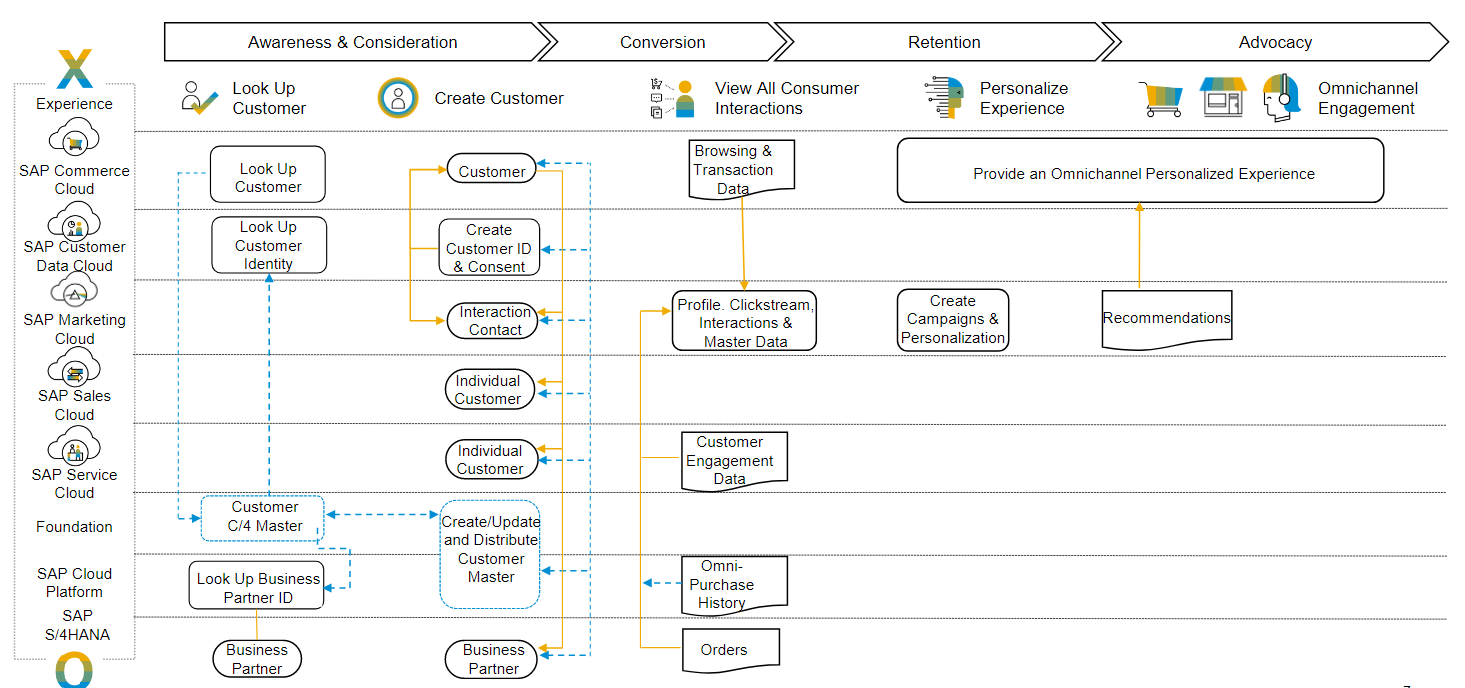 Awareness & Consideration
Conversion
Retention
Advocacy
Experience
Look Up
Customer
Create Customer
View All Consumer
Interactions
Personalize
Experience
Omnichannel
Engagement
SAP Commerce
Cloud
Look Up
Customer
Customer
Browsing &
Transaction
Data
Provide an Omnichannel Personalized Experience
SAP Customer
Data Cloud
Look Up
Customer
Identity
Create
Customer ID
& Consent
SAP Marketing
Cloud
Interaction
Contact
Profile. Clickstream,
Interactions &
Master Data
Create
Campaigns &
Personalization
Recommendations
SAP Sales
Cloud
Individual
Customer
SAP Service
Cloud
Individual
Customer
Customer
Engagement
Data
Foundation
Customer
C/4 Master
Create/Update
and Distribute
Customer
Master
SAP Cloud
Platform
Look Up Business
Partner ID
Omni-
Purchase
History
SAP
S/4HANA
Business
Partner
Business
Partner
Orders